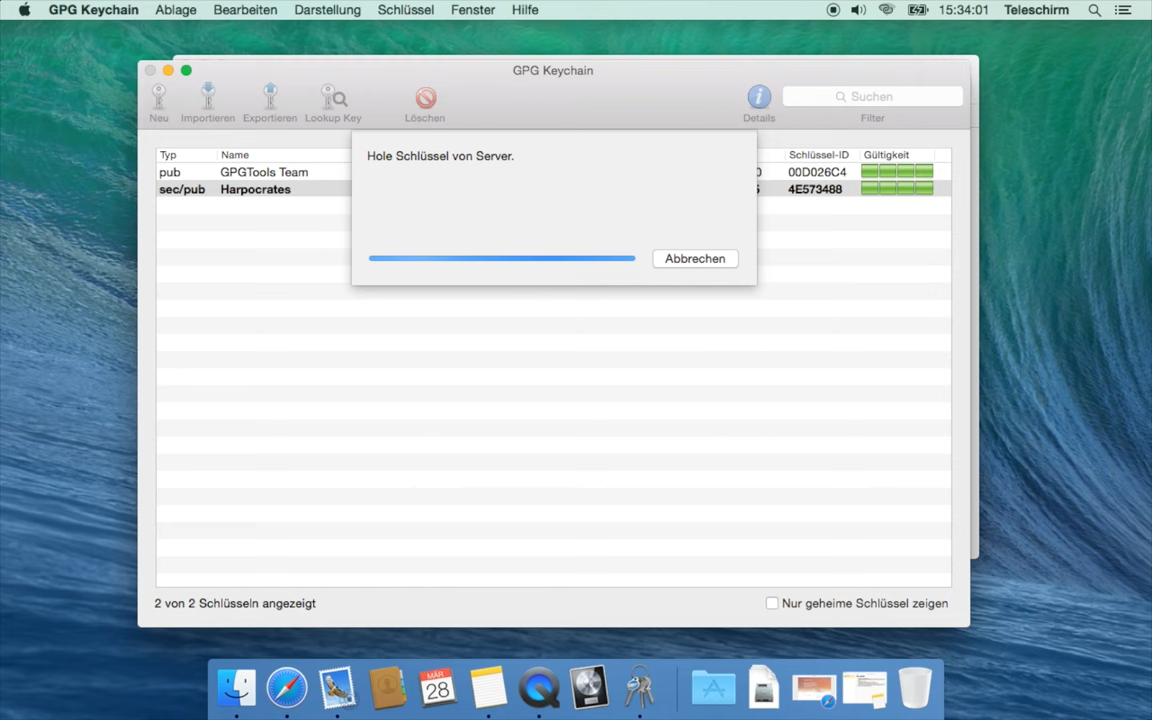 GPG Keychain Ablage Bearbeiten Darstellung Schlüssel Fenster Hilfe 15:34:01 Teleschirm
GPG Keychain
Neu Importieren Exportieren Lookup Key Löschen Details Suchen Filter
Hole Schlüssel von Server.
Abbrechen
Typ Name Schlüssel-ID Gültigkeit
pub GPGTools Team 00D026C4
sec/pub Harpocrates 4E573488
2 von 2 Schlüsseln angezeigt Nur geheime Schlüssel zeigen
MÄR
28